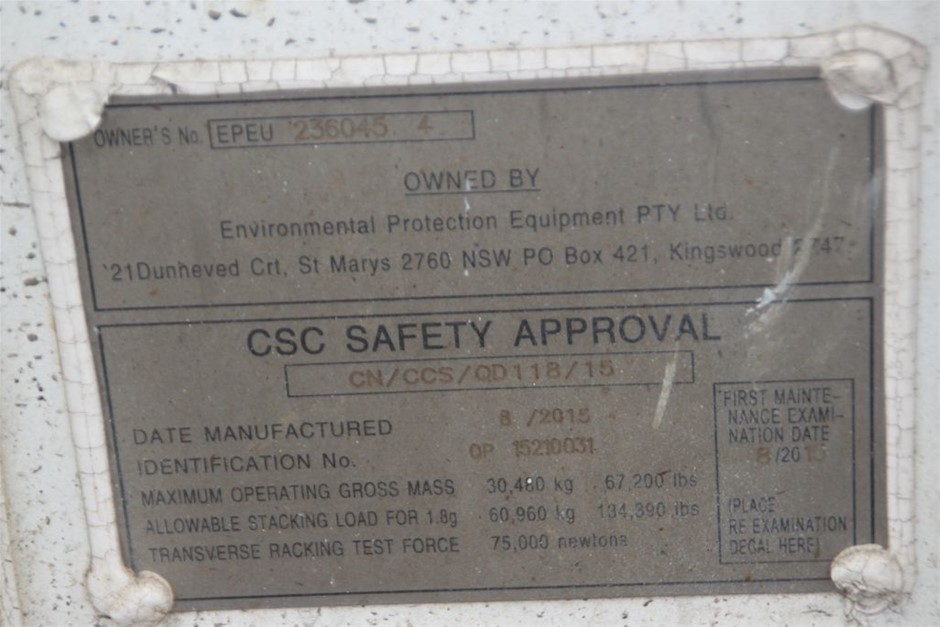 OWNER'S No. EPEU 236045 4
OWNED BY
Environmental Protection Equipment PTY Ltd.
21 Dunheved Crt, St Marys 2760 NSW PO Box 421, Kingswood 2747
CSC SAFETY APPROVAL
CN/CCS/QD118/15
DATE MANUFACTURED 8 /2015
IDENTIFICATION No. QP 15210031
MAXIMUM OPERATING GROSS MASS 30,480 kg 67,200 lbs
ALLOWABLE STACKING LOAD FOR 1.8g 60,960 kg 134,390 lbs
TRANSVERSE RACKING TEST FORCE 75,000 newtons
FIRST MAINTE-
NANCE EXAMI-
NATION DATE
8/2015
(PLACE
RE EXAMINATION
DECAL HERE)